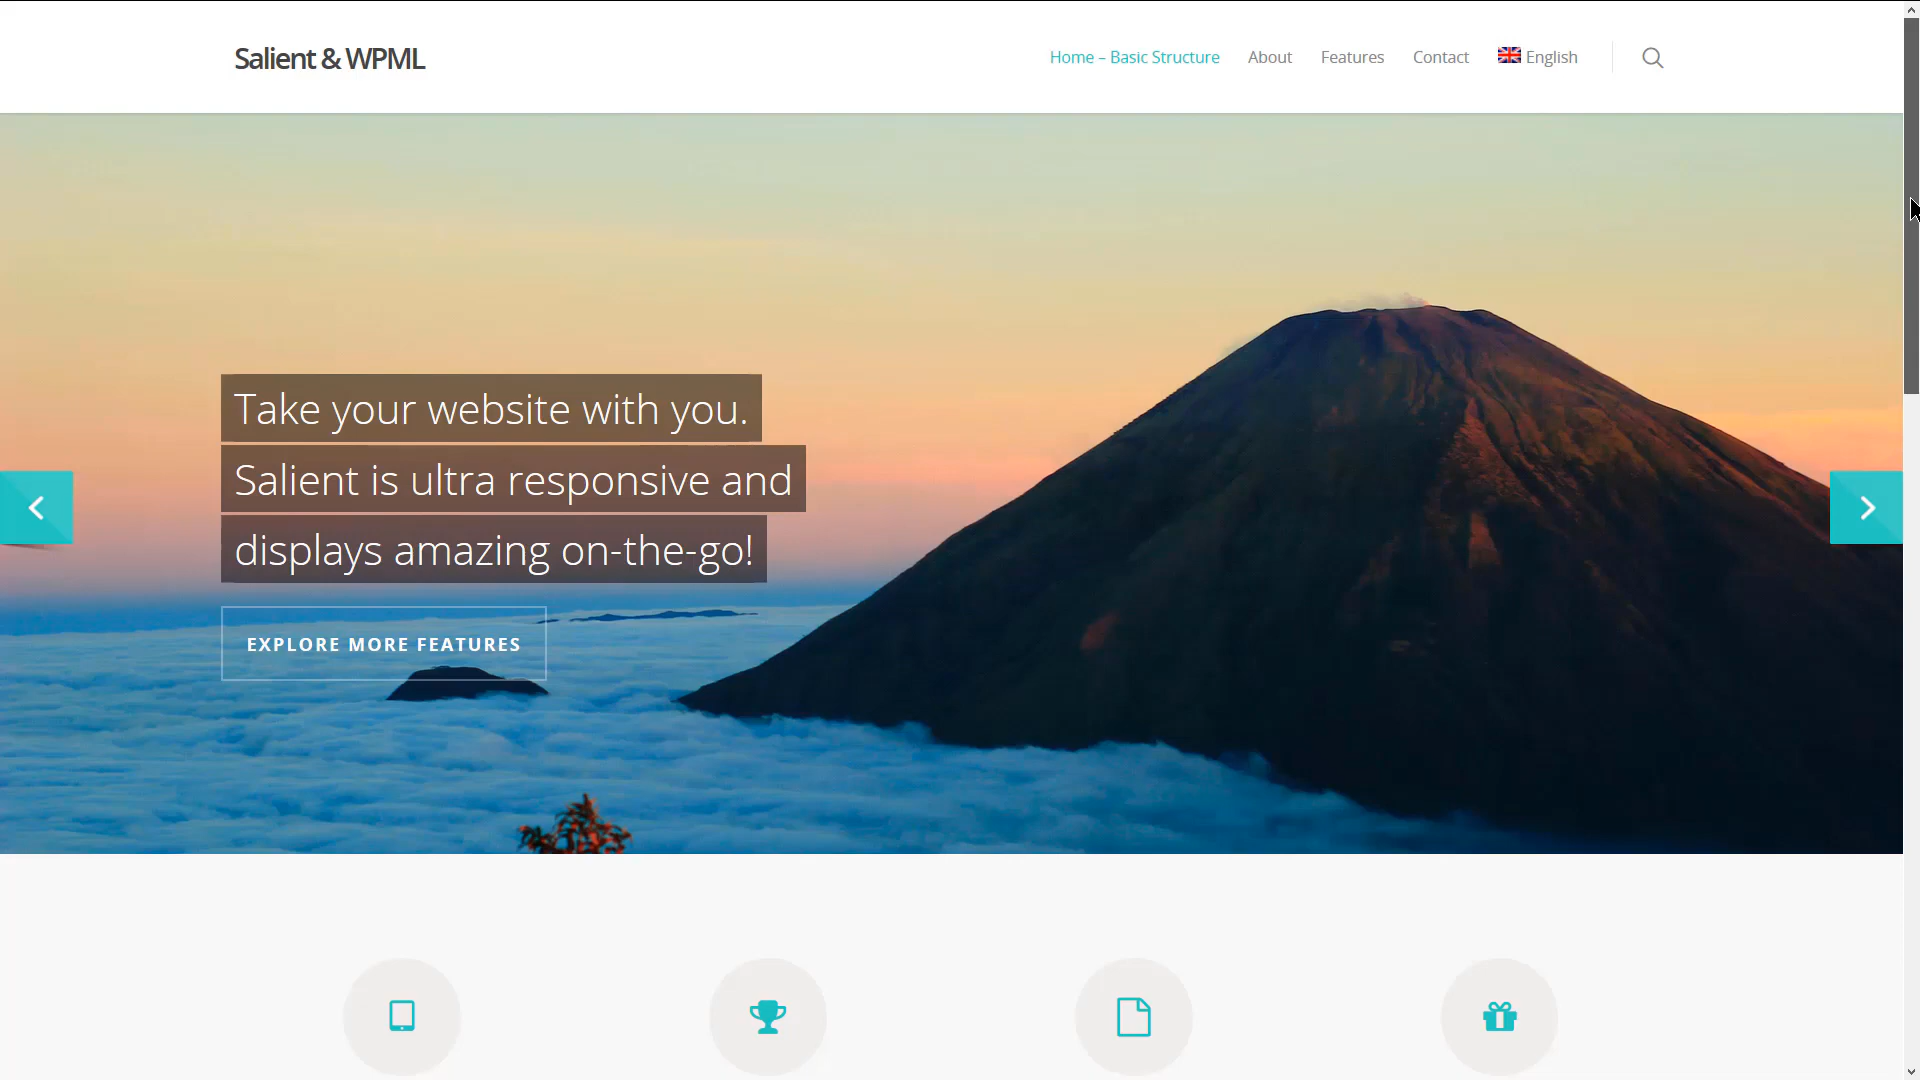 Salient & WPML
Home – Basic Structure
About
Features
Contact
English
Take your website with you.
Salient is ultra responsive and
displays amazing on-the-go!
EXPLORE MORE FEATURES